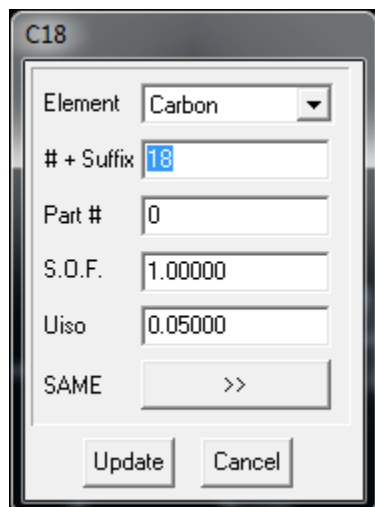 C18
Element Carbon
# + Suffix 18
Part # 0
S.O.F. 1.00000
Uiso 0.05000
SAME >>
Update Cancel